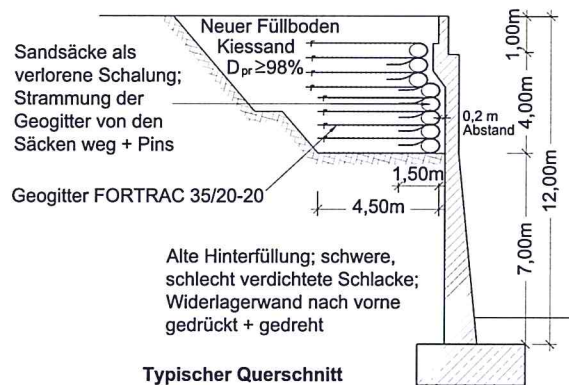 Neuer Füllboden
Kiessand
D pr ≥98%
Sandsäcke als
verlorene Schalung;
Strammung der
Geogitter von den
Säcken weg + Pins
Geogitter FORTRAC 35/20-20
0,2 m
Abstand
1,50m
4,50m
1,00m
4,00m
12,00m
7,00m
Alte Hinterfüllung; schwere,
schlecht verdichtete Schlacke;
Widerlagerwand nach vorne
gedrückt + gedreht
Typischer Querschnitt